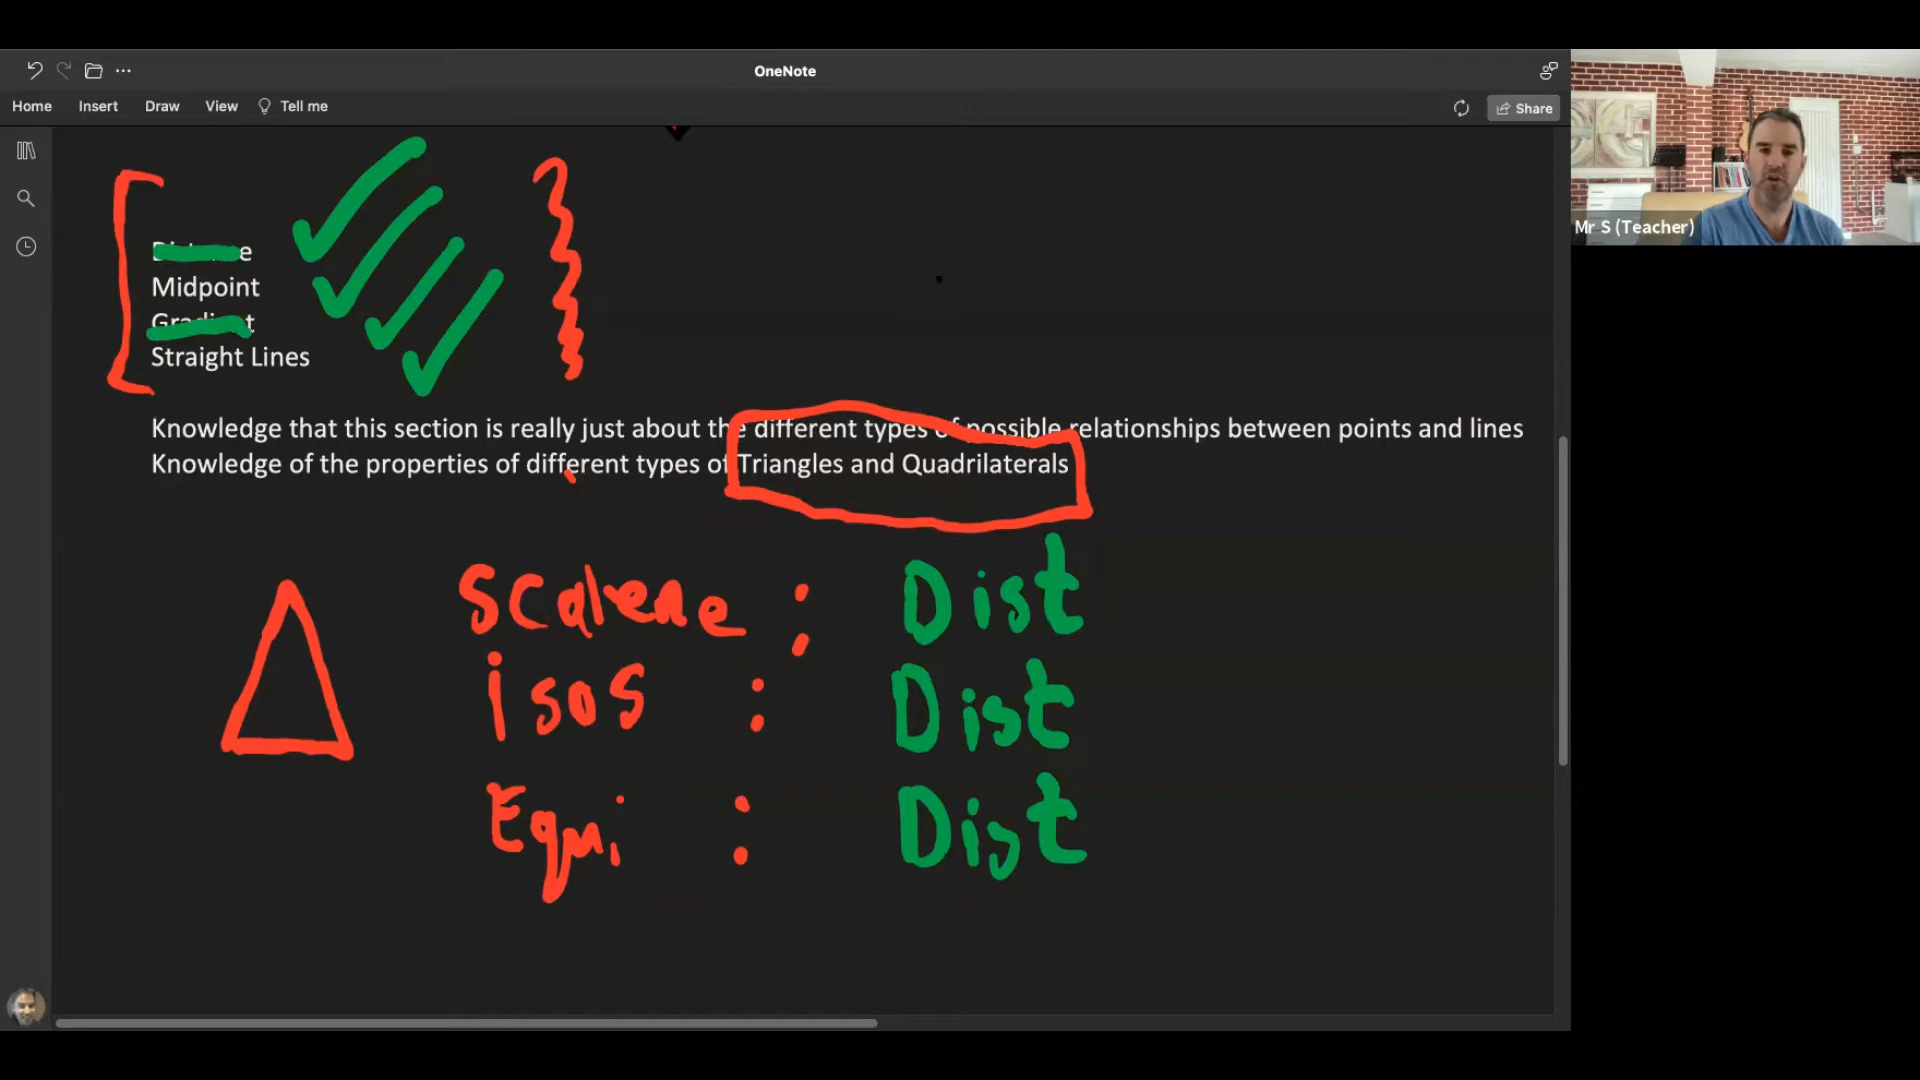 OneNote
Home Insert Draw View Tell me Share
Distance
Midpoint
Gradient
Straight Lines
Knowledge that this section is really just about the different types of possible relationships between points and lines
Knowledge of the properties of different types of Triangles and Quadrilaterals
Scalene : Dist
isos : Dist
Equi : Dist
Mr S (Teacher)